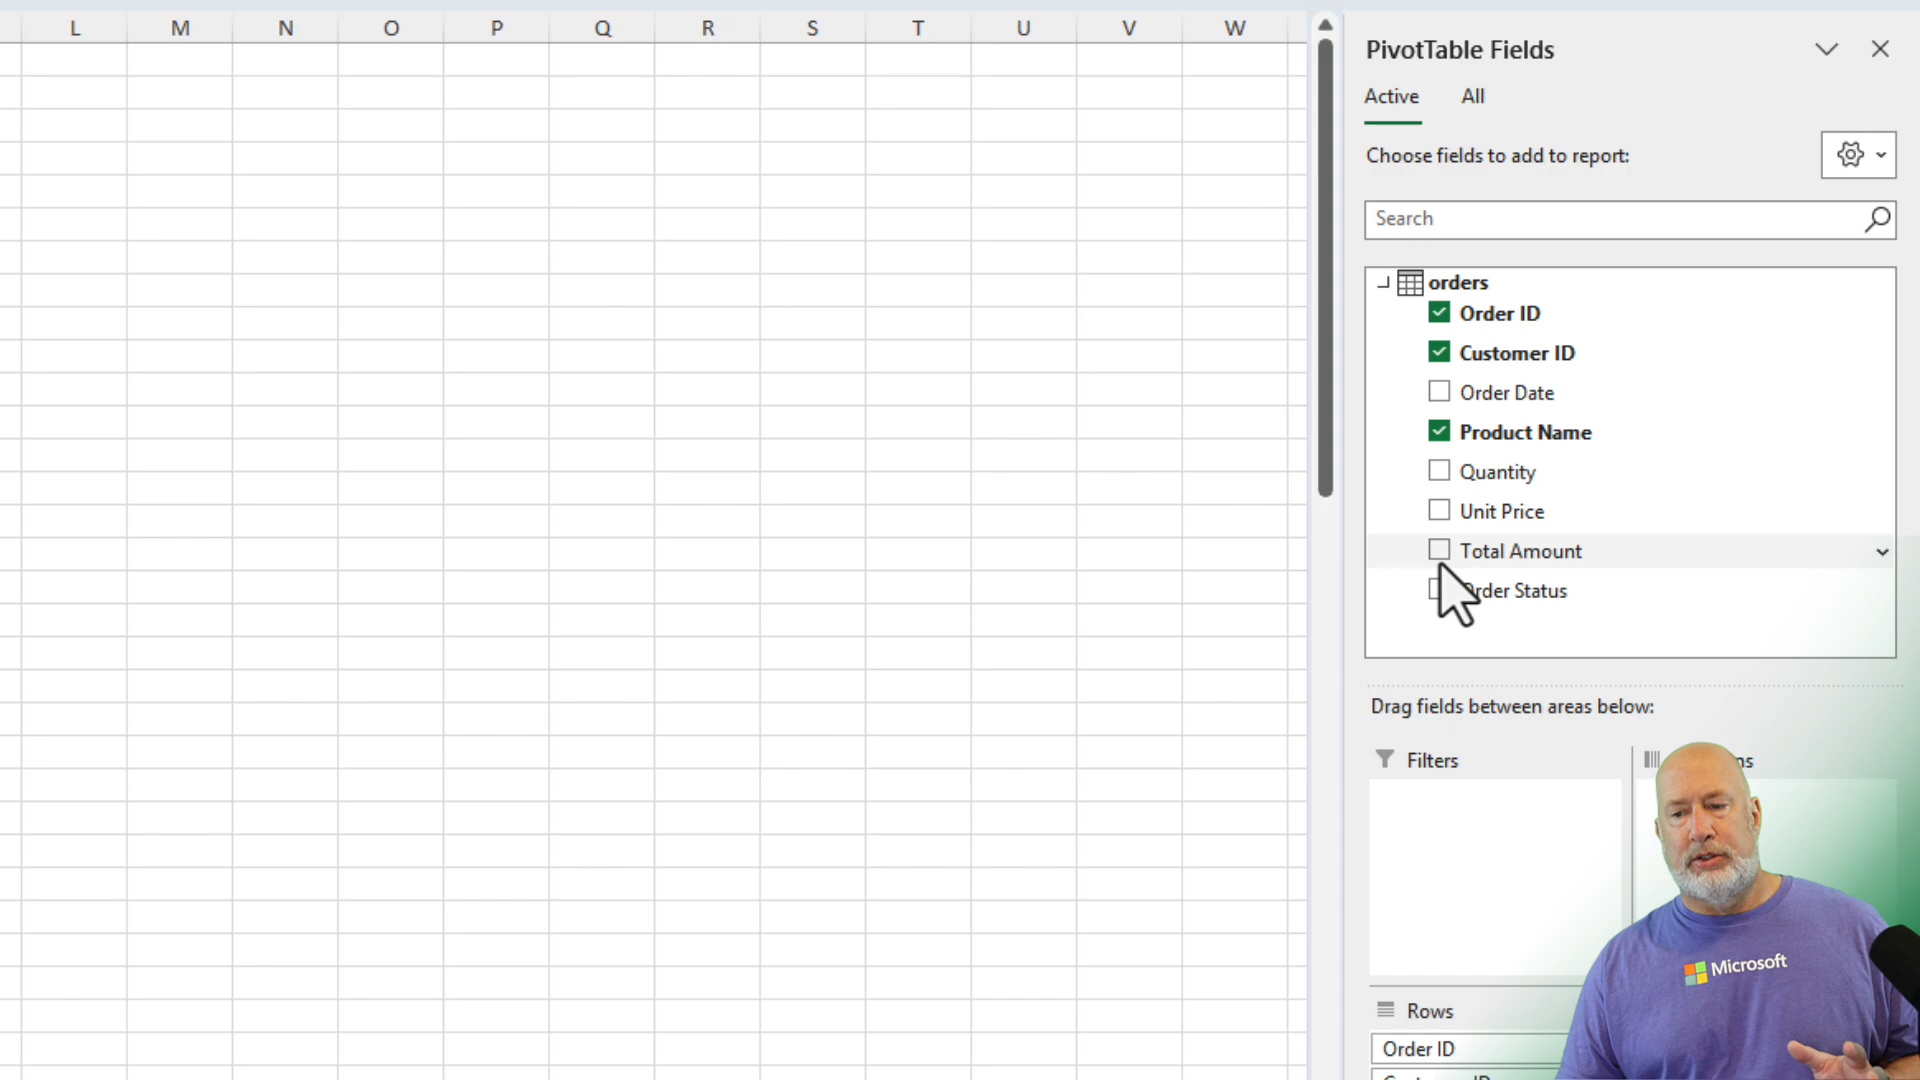 L M N O P Q R S T U V W
PivotTable Fields
Active All
Choose fields to add to report:
Search
orders
Order ID
Customer ID
Order Date
Product Name
Quantity
Unit Price
Total Amount
rder Status
Drag fields between areas below:
Filters
ns
Microsoft
Rows
Order ID